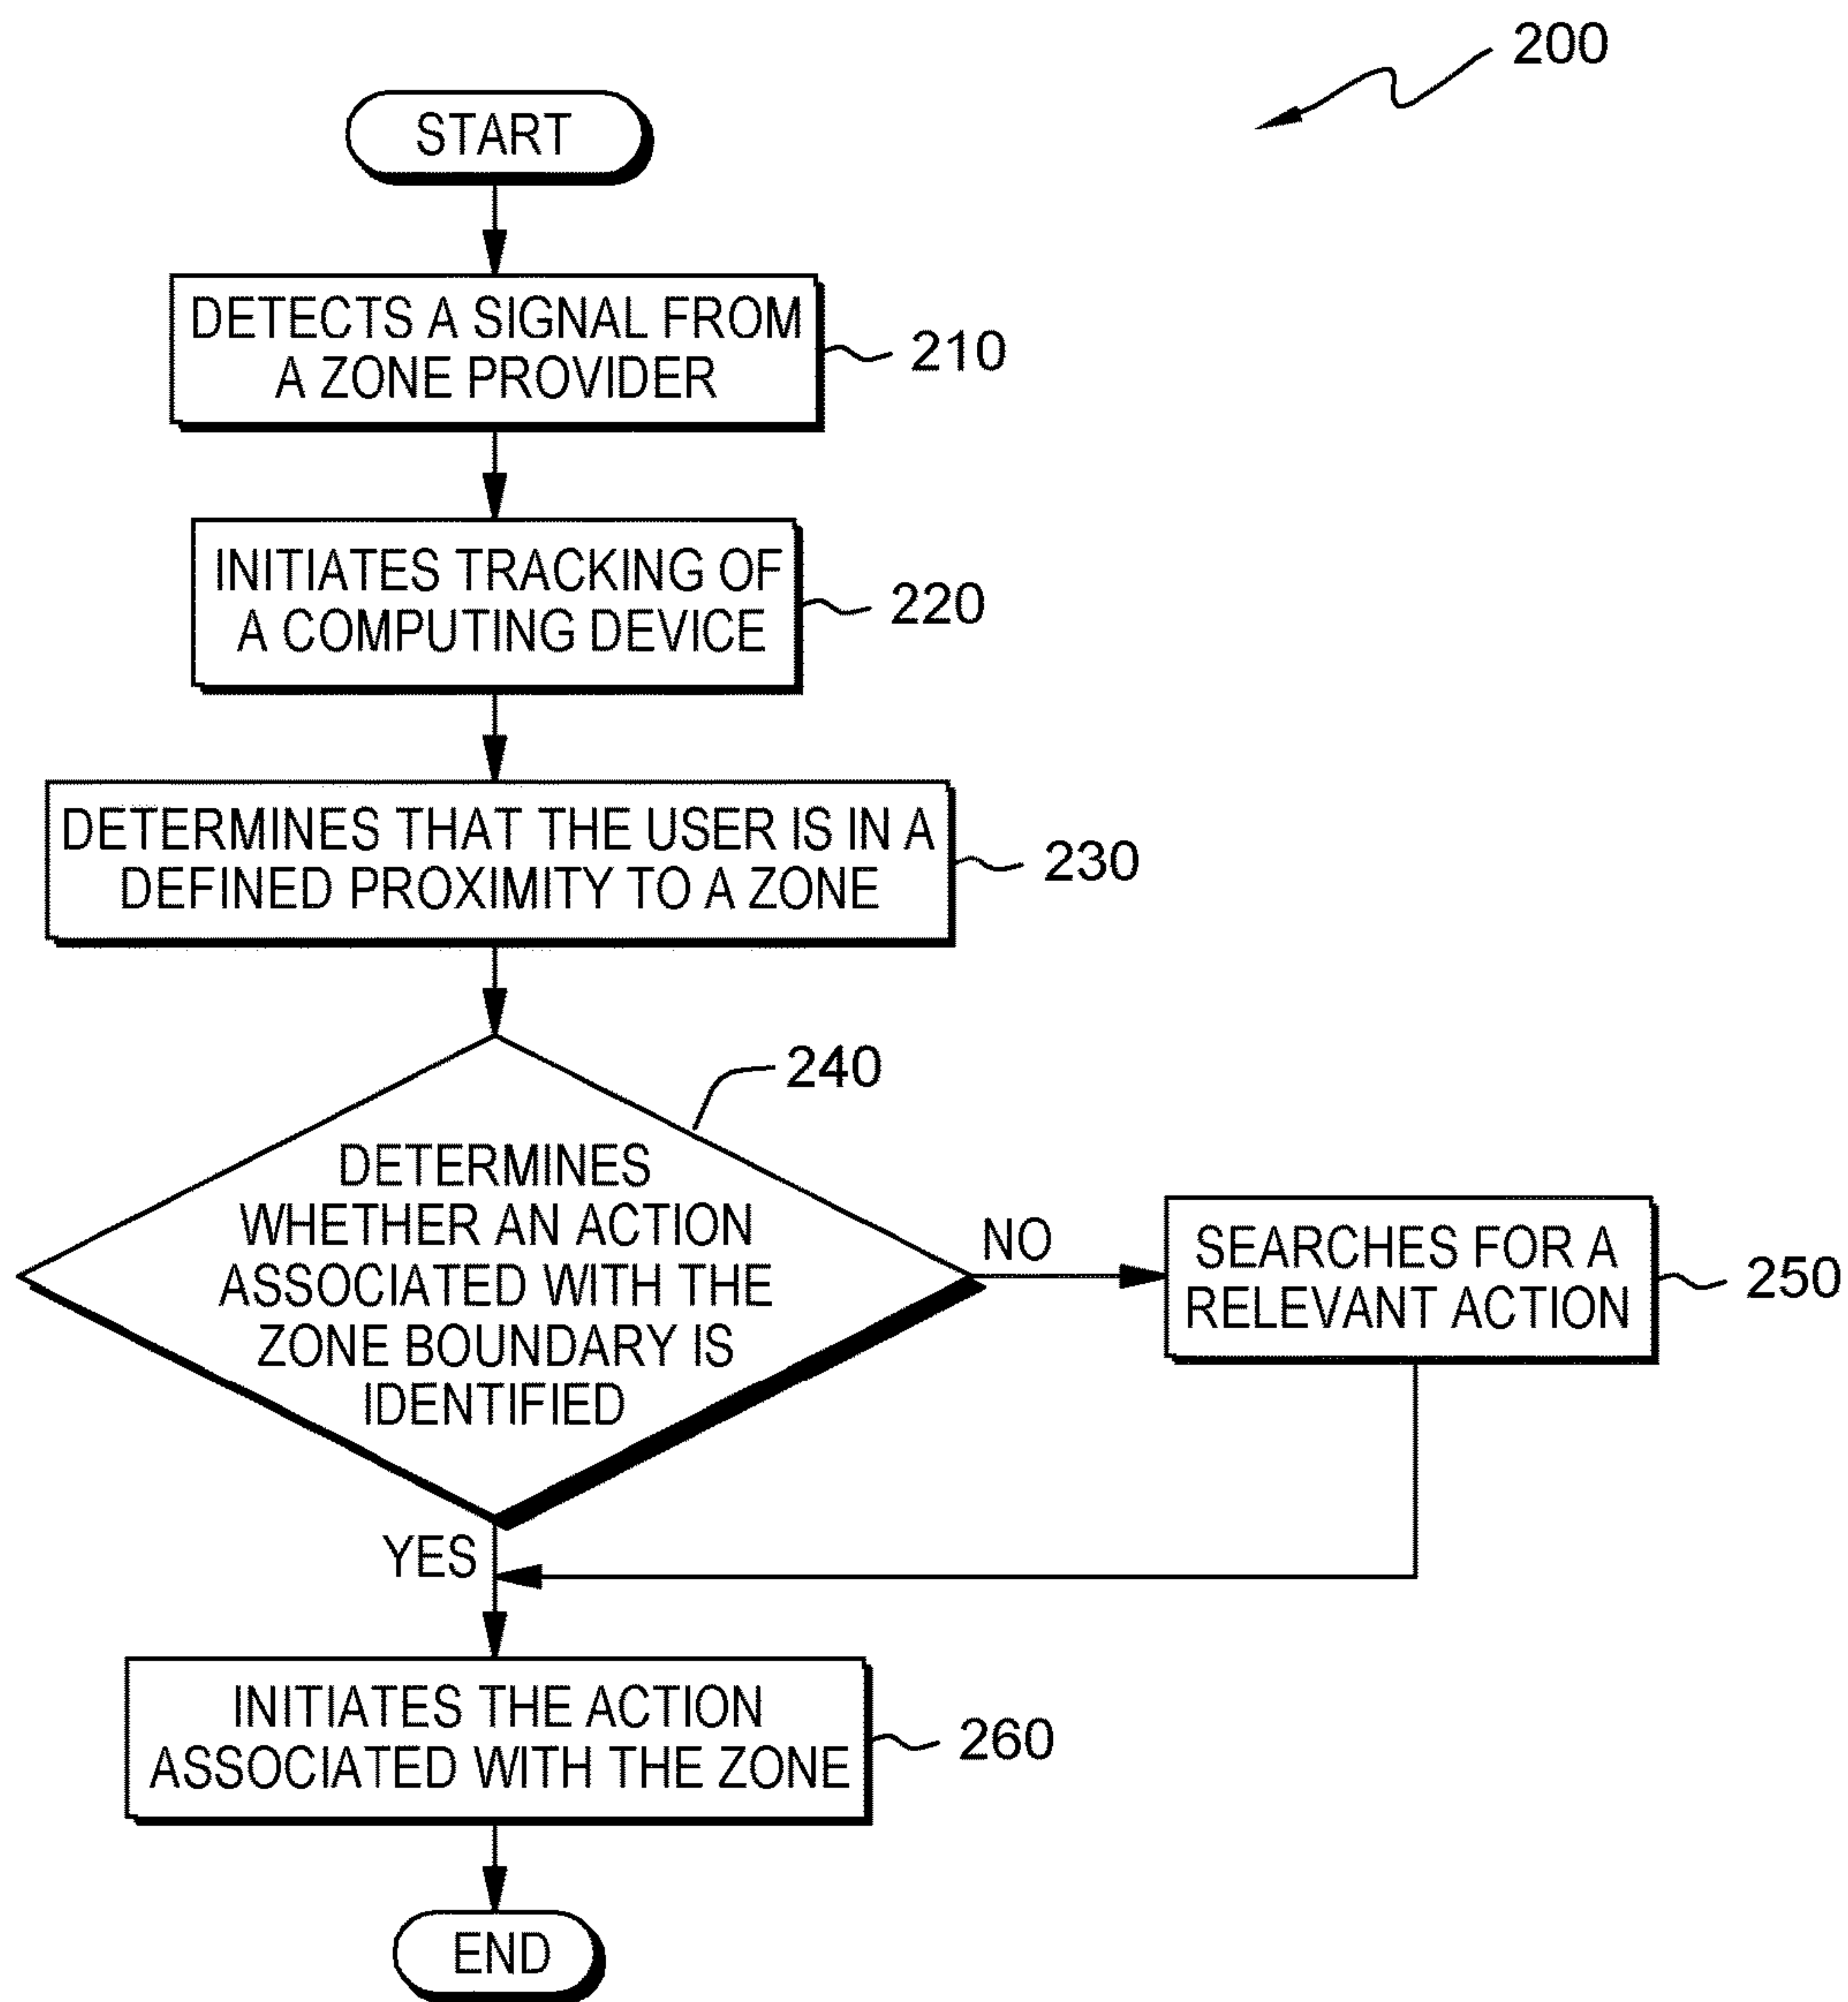 200
START
DETECTS A SIGNAL FROM
A ZONE PROVIDER
210
INITIATES TRACKING OF
A COMPUTING DEVICE
220
DETERMINES THAT THE USER IS IN A
DEFINED PROXIMITY TO A ZONE
230
240
DETERMINES
WHETHER AN ACTION
ASSOCIATED WITH THE
ZONE BOUNDARY IS
IDENTIFIED
NO
SEARCHES FOR A
RELEVANT ACTION
250
YES
INITIATES THE ACTION
ASSOCIATED WITH THE ZONE
260
END